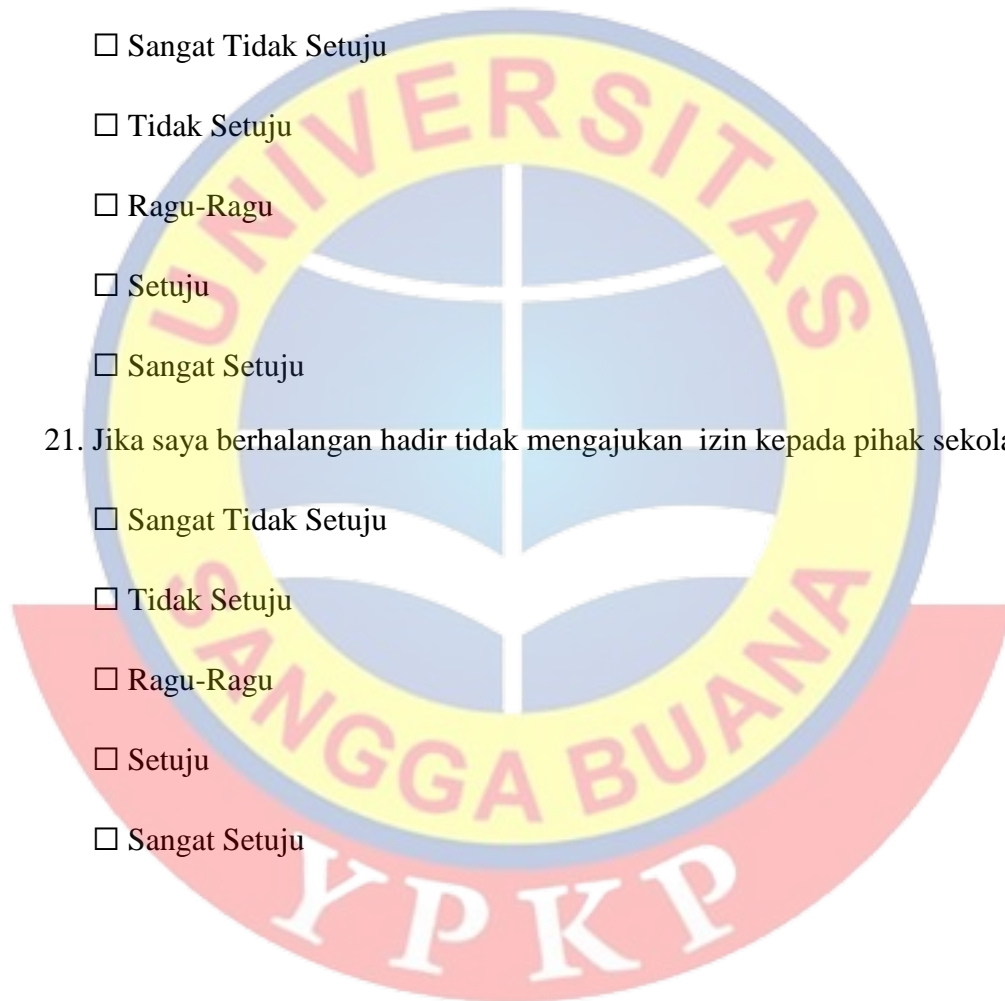 ☐ Sangat Tidak Setuju
☐ Tidak Setuju
☐ Ragu-Ragu
☐ Setuju
☐ Sangat Setuju
21. Jika saya berhalangan hadir tidak mengajukan  izin kepada pihak
☐ Sangat Tidak Setuju
☐ Tidak Setuju
☐ Ragu-Ragu
☐ Setuju
☐ Sangat Setuju
UNIVERSITAS
SANGGA BUANA
YPKP